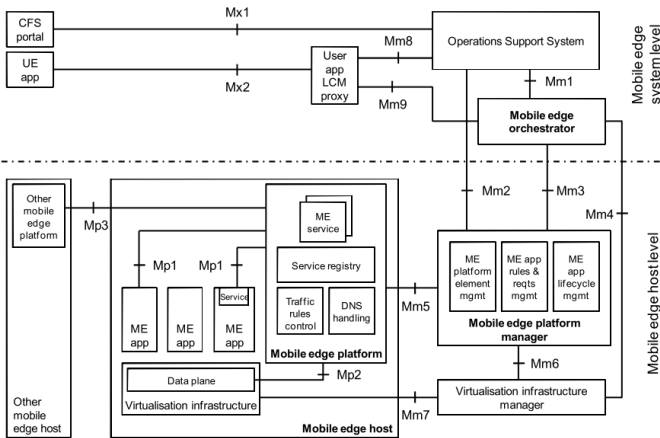 CFS
portal
Mx1
Mm8
Operations Support System
UE
app
Mx2
User
app
LCM
proxy
Mm9
Mm1
Mobile edge
orchestrator
Mobile edge
system level
Other
mobile
edge
platform
Mp3
ME
service
Mm2
Mm3
Mm4
Mp1
Mp1
Service registry
ME
platform
element
mgmt
ME app
rules &
reqts
mgmt
ME
app
lifecycle
mgmt
Service
ME
app
ME
app
ME
app
Traffic
rules
control
DNS
handling
Mm5
Mobile edge platform
manager
Mobile edge platform
Mp2
Mm6
Data plane
Virtualisation infrastructure
Mm7
Virtualisation infrastructure
manager
Other
mobile
edge host
Mobile edge host
Mobile edge host level